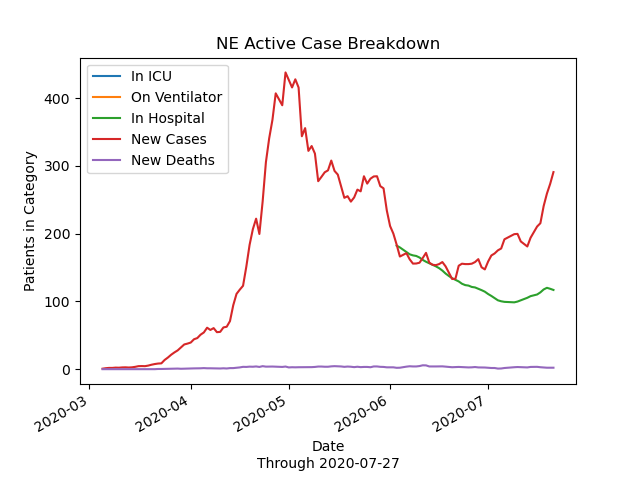 NE Active Case Breakdown
In ICU
On Ventilator
In Hospital
New Cases
New Deaths
Patients in Category
400
300
200
100
0
2020-03
2020-04
2020-05
2020-06
2020-07
Date
Through 2020-07-27